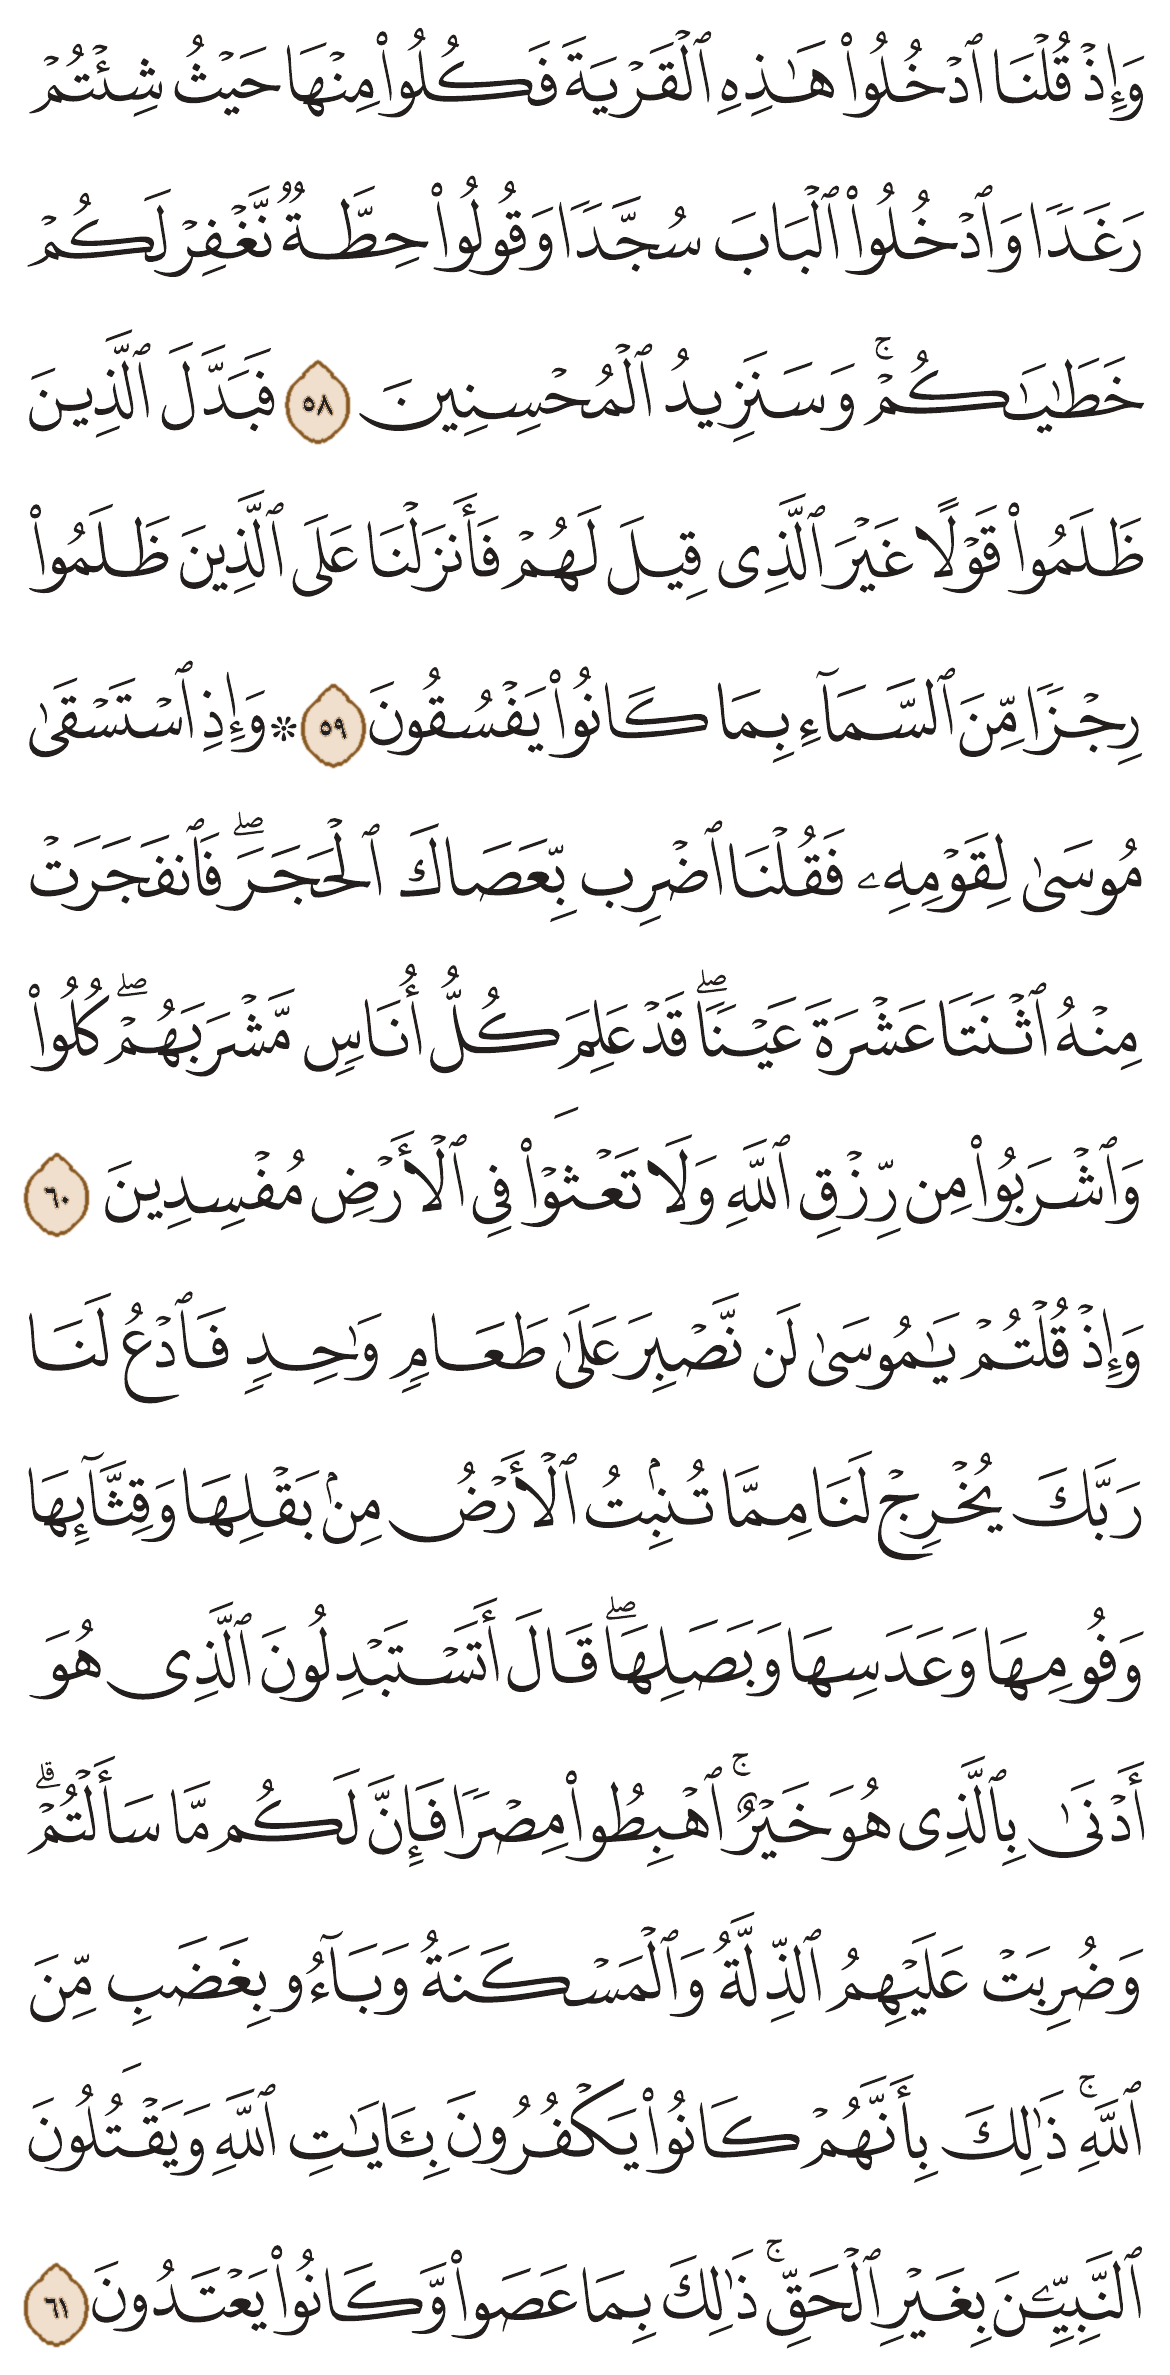 وَإِذۡ قُلۡنَا ٱدۡخُلُواْ هَٰذِهِ ٱلۡقَرۡيَةَ فَكُلُواْ مِنۡهَا حَيۡثُ شِئۡتُمۡ
رَغَدٗا وَٱدۡخُلُواْ ٱلۡبَابَ سُجَّدٗا وَقُولُواْ حِطَّةٞ نَّغۡفِرۡ لَكُمۡ
خَطَٰيَٰكُمۡۚ وَسَنَزِيدُ ٱلۡمُحۡسِنِينَ ٥٨ فَبَدَّلَ ٱلَّذِينَ
ظَلَمُواْ قَوۡلًا غَيۡرَ ٱلَّذِي قِيلَ لَهُمۡ فَأَنزَلۡنَا عَلَى ٱلَّذِينَ ظَلَمُواْ
رِجۡزٗا مِّنَ ٱلسَّمَآءِ بِمَا كَانُواْ يَفۡسُقُونَ ٥٩ ۞ وَإِذِ ٱسۡتَسۡقَىٰ
مُوسَىٰ لِقَوۡمِهِۦ فَقُلۡنَا ٱضۡرِب بِّعَصَاكَ ٱلۡحَجَرَۖ فَٱنفَجَرَتۡ
مِنۡهُ ٱثۡنَتَا عَشۡرَةَ عَيۡنٗاۖ قَدۡ عَلِمَ كُلُّ أُنَاسٖ مَّشۡرَبَهُمۡۖ كُلُواْ
وَٱشۡرَبُواْ مِن رِّزۡقِ ٱللَّهِ وَلَا تَعۡثَوۡاْ فِي ٱلۡأَرۡضِ مُفۡسِدِينَ ٦٠
وَإِذۡ قُلۡتُمۡ يَٰمُوسَىٰ لَن نَّصۡبِرَ عَلَىٰ طَعَامٖ وَٰحِدٖ فَٱدۡعُ لَنَا
رَبَّكَ يُخۡرِجۡ لَنَا مِمَّا تُنۢبِتُ ٱلۡأَرۡضُ مِنۢ بَقۡلِهَا وَقِثَّآئِهَا
وَفُومِهَا وَعَدَسِهَا وَبَصَلِهَاۖ قَالَ أَتَسۡتَبۡدِلُونَ ٱلَّذِي هُوَ
أَدۡنَىٰ بِٱلَّذِي هُوَ خَيۡرٌۚ ٱهۡبِطُواْ مِصۡرٗا فَإِنَّ لَكُم مَّا سَأَلۡتُمۡۗ
وَضُرِبَتۡ عَلَيۡهِمُ ٱلذِّلَّةُ وَٱلۡمَسۡكَنَةُ وَبَآءُو بِغَضَبٖ مِّنَ
ٱللَّهِۚ ذَٰلِكَ بِأَنَّهُمۡ كَانُواْ يَكۡفُرُونَ بِـَٔايَٰتِ ٱللَّهِ وَيَقۡتُلُونَ
ٱلنَّبِيِّـۧنَ بِغَيۡرِ ٱلۡحَقِّۚ ذَٰلِكَ بِمَا عَصَواْ وَّكَانُواْ يَعۡتَدُونَ ٦١